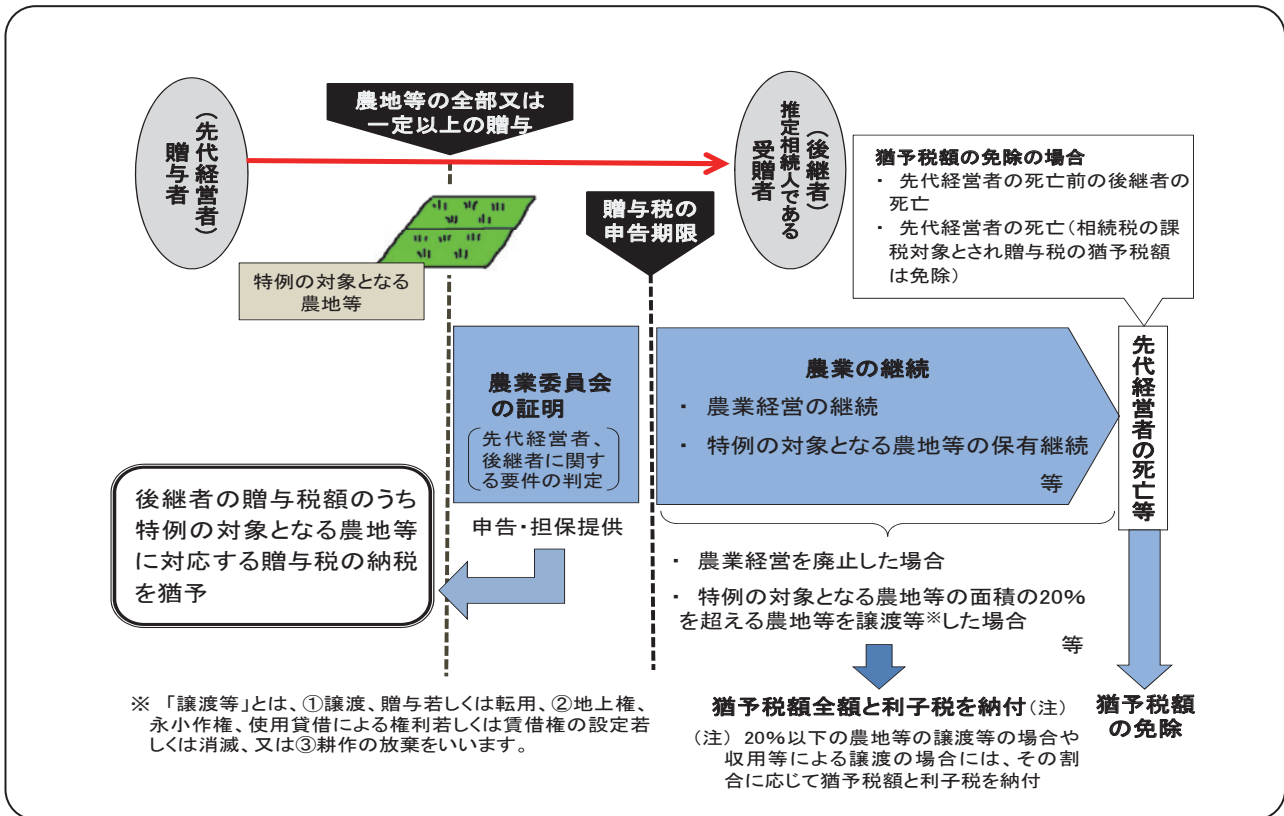 農地等の全部又は
一定以上の贈与
（先代経営者）
贈与者
（後継者）
推定相続人である
受贈者
贈与税の
申告期限
特例の対象となる
農地等
猶予税額の免除の場合
・ 先代経営者の死亡前の後継者の
死亡
・ 先代経営者の死亡（相続税の課
税対象とされ贈与税の猶予税額
は免除）
農業委員会
の証明
先代経営者、
後継者に関す
る要件の判定
申告・担保提供
後継者の贈与税額のうち
特例の対象となる農地等
に対応する贈与税の納税
を猶予
農業の継続
・ 農業経営の継続
・ 特例の対象となる農地等の保有継続
等
先代経営者の死亡等
・ 農業経営を廃止した場合
・ 特例の対象となる農地等の面積の20%
を超える農地等を譲渡等※した場合
等
猶予税額全額と利子税を納付（注）
（注） 20%以下の農地等の譲渡等の場合や
収用等による譲渡の場合には、その割
合に応じて猶予税額と利子税を納付
猶予税額
の免除
※ 「譲渡等」とは、①譲渡、贈与若しくは転用、②地上権、
永小作権、使用貸借による権利若しくは賃借権の設定若
しくは消滅、又は③耕作の放棄をいいます。